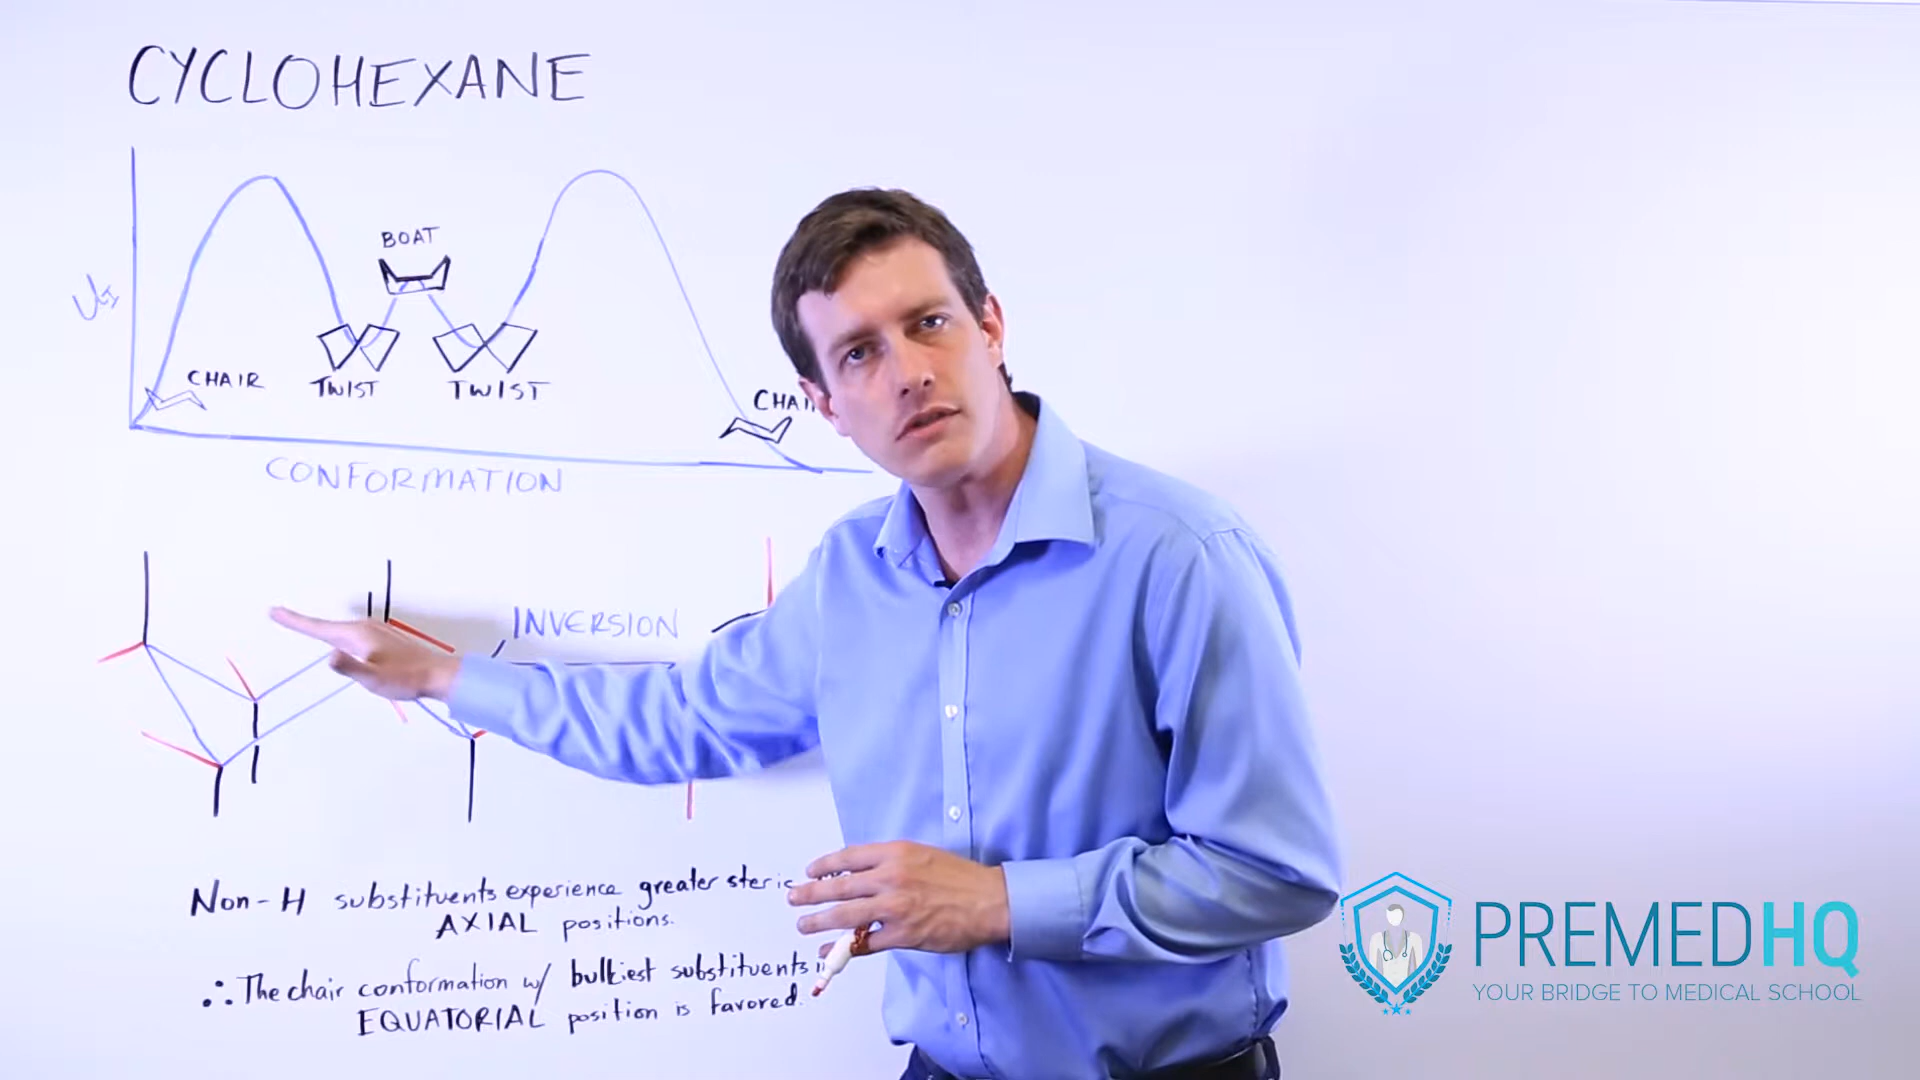 CYCLOHEXANE
BOAT
CHAIR
TWIST
TWIST
CHAI
CONFORMATION
INVERSION
Non-H substituents experience greater steric
AXIAL positions.
∴ The chair conformation w/ bulkiest substituents
EQUATORIAL position is favored.
PREMEDHQ
YOUR BRIDGE TO MEDICAL SCHOOL